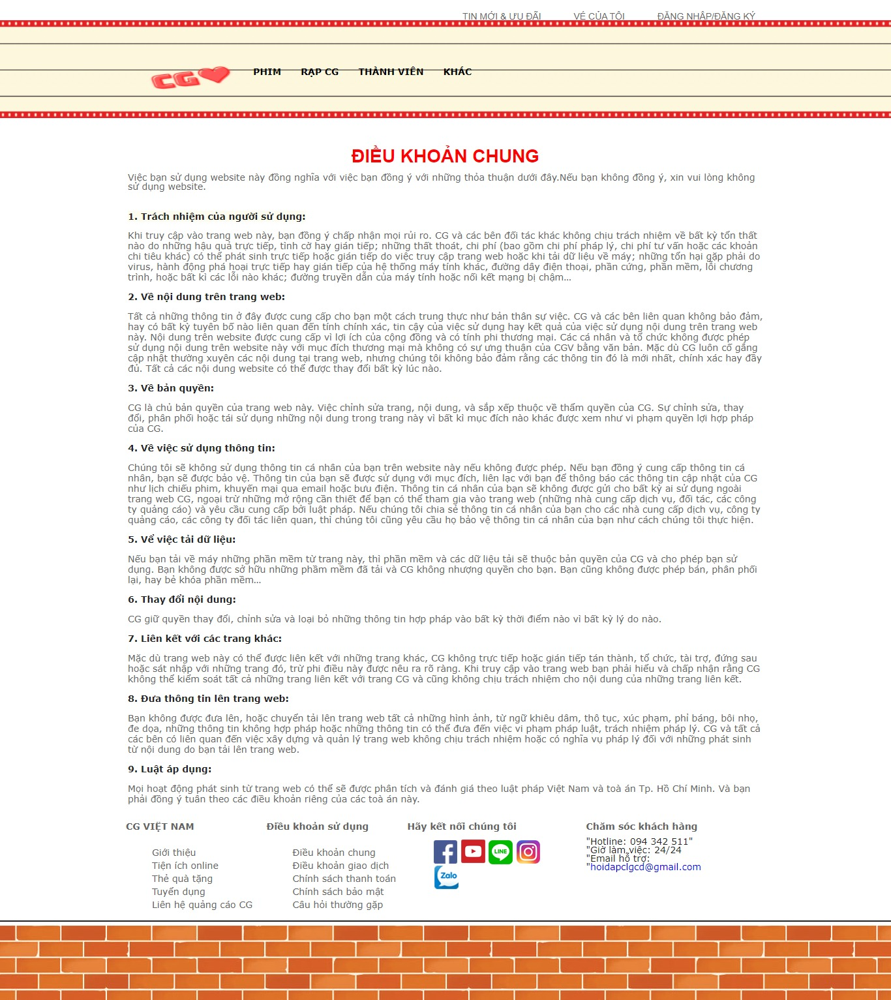 TIN MỚI & ƯU ĐÃI VÉ CỦA TÔI ĐĂNG NHẬP/ĐĂNG KÝ
CG PHIM RẠP CG THÀNH VIÊN KHÁC
ĐIỀU KHOẢN CHUNG
Việc bạn sử dụng website này đồng nghĩa với việc bạn đồng ý với những thỏa thuận dưới đây.Nếu bạn không đồng ý, xin vui lòng không
sử dụng website.
1. Trách nhiệm của người sử dụng:
Khi truy cập vào trang web này, bạn đồng ý chấp nhận mọi rủi ro. CG và các bên đối tác khác không chịu trách nhiệm về bất kỳ tổn thất
nào do những hậu quả trực tiếp, tình cờ hay gián tiếp; những thất thoát, chi phí (bao gồm chi phí pháp lý, chi phí tư vấn hoặc các khoản
chi tiêu khác) có thể phát sinh trực tiếp hoặc gián tiếp do việc truy cập trang web hoặc khi tải dữ liệu về máy; những tổn hại gặp phải do
virus, hành động phá hoại trực tiếp hay gián tiếp của hệ thống máy tính khác, đường dây điện thoại, phần cứng, phần mềm, lỗi chương
trình, hoặc bất kì các lỗi nào khác; đường truyền dẫn của máy tính hoặc nối kết mạng bị chậm…
2. Về nội dung trên trang web:
Tất cả những thông tin ở đây được cung cấp cho bạn một cách trung thực như bản thân sự việc. CG và các bên liên quan không bảo đảm,
hay có bất kỳ tuyên bố nào liên quan đến tính chính xác, tin cậy của việc sử dụng hay kết quả của việc sử dụng nội dung trên trang web
này. Nội dung trên website được cung cấp vì lợi ích của cộng đồng và có tính phi thương mại. Các cá nhân và tổ chức không được phép
sử dụng nội dung trên website này với mục đích thương mại mà không có sự ưng thuận của CGV bằng văn bản. Mặc dù CG luôn cố gắng
cập nhật thường xuyên các nội dung tại trang web, nhưng chúng tôi không bảo đảm rằng các thông tin đó là mới nhất, chính xác hay đầy
đủ. Tất cả các nội dung website có thể được thay đổi bất kỳ lúc nào.
3. Về bản quyền:
CG là chủ bản quyền của trang web này. Việc chỉnh sửa trang, nội dung, và sắp xếp thuộc về thẩm quyền của CG. Sự chỉnh sửa, thay
đổi, phân phối hoặc tái sử dụng những nội dung trong trang này vì bất kì mục đích nào khác được xem như vi phạm quyền lợi hợp pháp
của CG.
4. Về việc sử dụng thông tin:
Chúng tôi sẽ không sử dụng thông tin cá nhân của bạn trên website này nếu không được phép. Nếu bạn đồng ý cung cấp thông tin cá
nhân, bạn sẽ được bảo vệ. Thông tin của bạn sẽ được sử dụng với mục đích, liên lạc với bạn để thông báo các thông tin cập nhật của CG
như lịch chiếu phim, khuyến mại qua email hoặc bưu điện. Thông tin cá nhân của bạn sẽ không được gửi cho bất kỳ ai sử dụng ngoài
trang web CG, ngoại trừ những mở rộng cần thiết để bạn có thể tham gia vào trang web (những nhà cung cấp dịch vụ, đối tác, các công
ty quảng cáo) và yêu cầu cung cấp bởi luật pháp. Nếu chúng tôi chia sẻ thông tin cá nhân của bạn cho các nhà cung cấp dịch vụ, công ty
quảng cáo, các công ty đối tác liên quan, thì chúng tôi cũng yêu cầu họ bảo vệ thông tin cá nhân của bạn như cách chúng tôi thực hiện.
5. Vể việc tải dữ liệu:
Nếu bạn tải về máy những phần mềm từ trang này, thì phần mềm và các dữ liệu tải sẽ thuộc bản quyền của CG và cho phép bạn sử
dụng. Bạn không được sở hữu những phầm mềm đã tải và CG không nhượng quyền cho bạn. Bạn cũng không được phép bán, phân phối
lại, hay bẻ khóa phần mềm…
6. Thay đổi nội dung:
CG giữ quyền thay đổi, chỉnh sửa và loại bỏ những thông tin hợp pháp vào bất kỳ thời điểm nào vì bất kỳ lý do nào.
7. Liên kết với các trang khác:
Mặc dù trang web này có thể được liên kết với những trang khác, CG không trực tiếp hoặc gián tiếp tán thành, tổ chức, tài trợ, đứng sau
hoặc sát nhập với những trang đó, trừ phi điều này được nêu ra rõ ràng. Khi truy cập vào trang web bạn phải hiểu và chấp nhận rằng CG
không thể kiểm soát tất cả những trang liên kết với trang CG và cũng không chịu trách nhiệm cho nội dung của những trang liên kết.
8. Đưa thông tin lên trang web:
Bạn không được đưa lên, hoặc chuyển tải lên trang web tất cả những hình ảnh, từ ngữ khiêu dâm, thô tục, xúc phạm, phỉ báng, bôi nhọ,
đe dọa, những thông tin không hợp pháp hoặc những thông tin có thể đưa đến việc vi phạm pháp luật, trách nhiệm pháp lý. CG và tất cả
các bên có liên quan đến việc xây dựng và quản lý trang web không chịu trách nhiệm hoặc có nghĩa vụ pháp lý đối với những phát sinh
từ nội dung do bạn tải lên trang web.
9. Luật áp dụng:
Mọi hoạt động phát sinh từ trang web có thể sẽ được phân tích và đánh giá theo luật pháp Việt Nam và toà án Tp. Hồ Chí Minh. Và bạn
phải đồng ý tuân theo các điều khoản riêng của các toà án này.
CG VIỆT NAM
Giới thiệu
Tiện ích online
Thẻ quà tặng
Tuyển dụng
Liên hệ quảng cáo CG
Điều khoản sử dụng
Điều khoản chung
Điều khoản giao dịch
Chính sách thanh toán
Chính sách bảo mật
Câu hỏi thường gặp
Hãy kết nối chúng tôi
LINE
Zalo
Chăm sóc khách hàng
"Hotline: 094 342 511"
"Giờ làm việc: 24/24
"Email hỗ trợ:
"hoidapclgcd@gmail.com